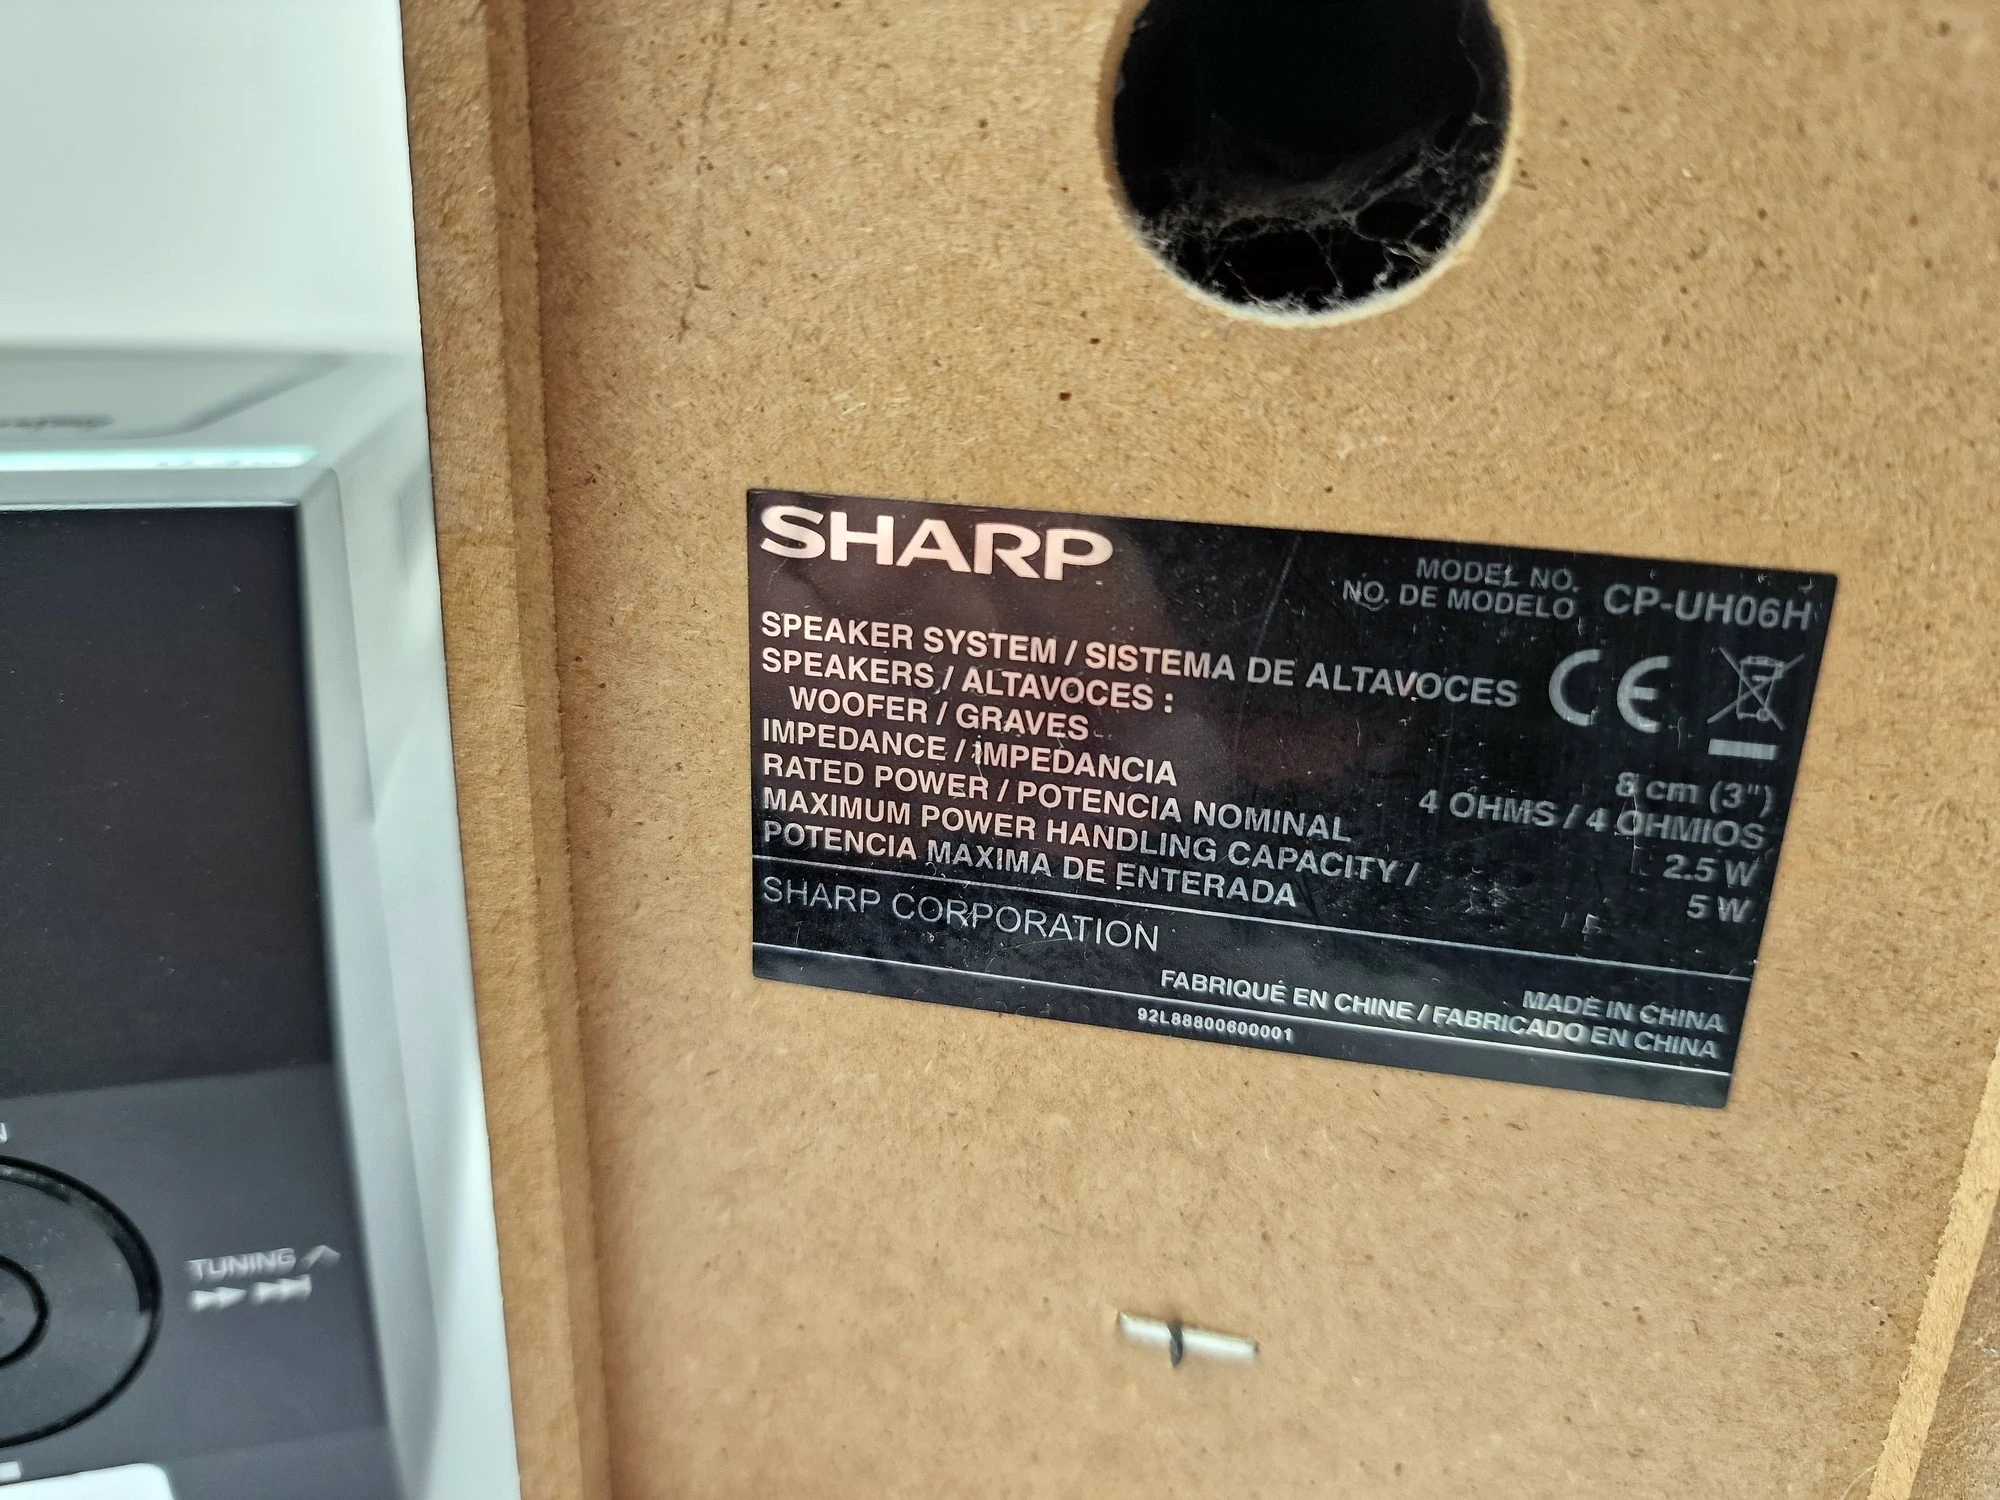 SHARP
MODEL NO.
NO. DE MODELO
CP-UH06H
SPEAKER SYSTEM / SISTEMA DE ALTAVOCES
SPEAKERS / ALTAVOCES :
WOOFER / GRAVES 8 cm (3")
IMPEDANCE / IMPEDANCIA 4 OHMS / 4 OHMIOS
RATED POWER / POTENCIA NOMINAL 2.5 W
MAXIMUM POWER HANDLING CAPACITY / 5 W
POTENCIA MAXIMA DE ENTERADA
SHARP CORPORATION
MADE IN CHINA
FABRIQUÉ EN CHINE / FABRICADO EN CHINA
92L88800600001
TUNING